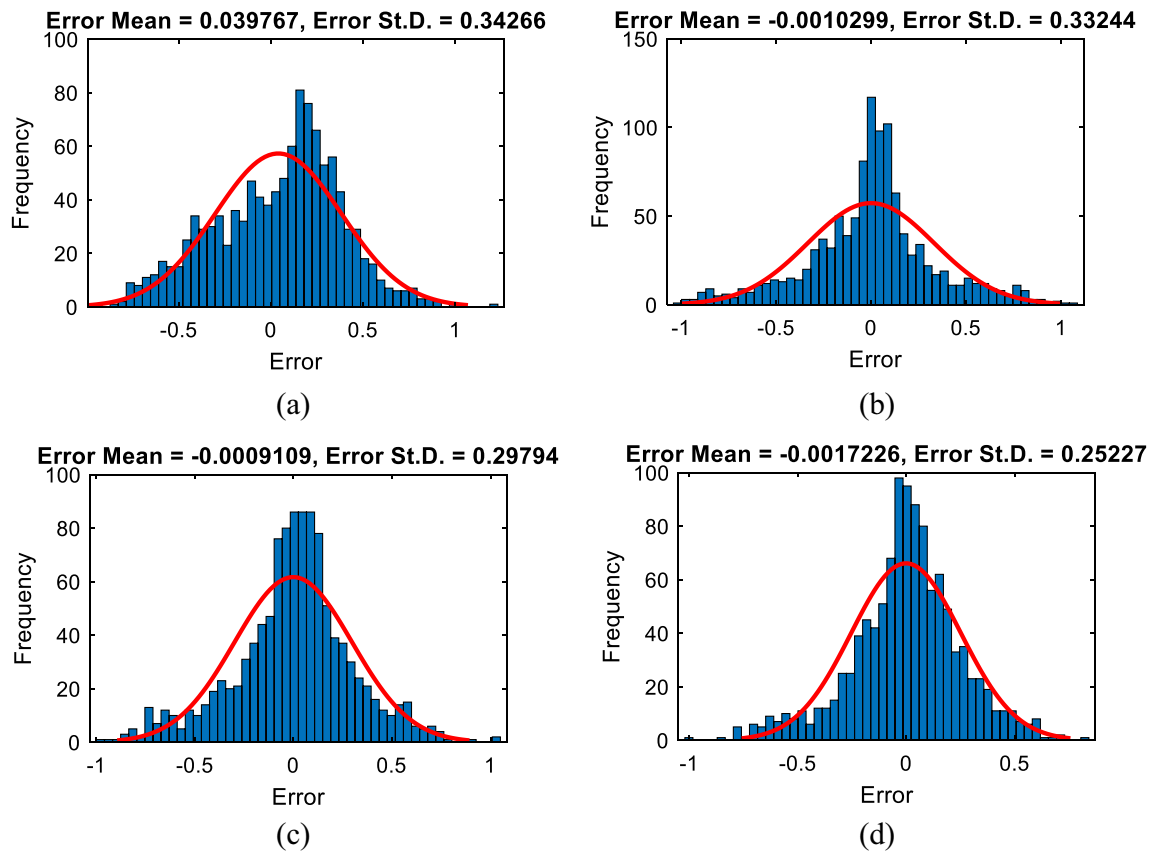 Error Mean = 0.039767, Error St.D. = 0.34266
100
80
60
40
20
0
Frequency
-0.5
0
0.5
1
Error
(a)
Error Mean = -0.0010299, Error St.D. = 0.33244
150
100
50
0
Frequency
-1
-0.5
0
0.5
1
Error
(b)
Error Mean = -0.0009109, Error St.D. = 0.29794
100
80
60
40
20
0
Frequency
-1
-0.5
0
0.5
1
Error
(c)
Error Mean = -0.0017226, Error St.D. = 0.25227
100
80
60
40
20
0
Frequency
-1
-0.5
0
0.5
Error
(d)